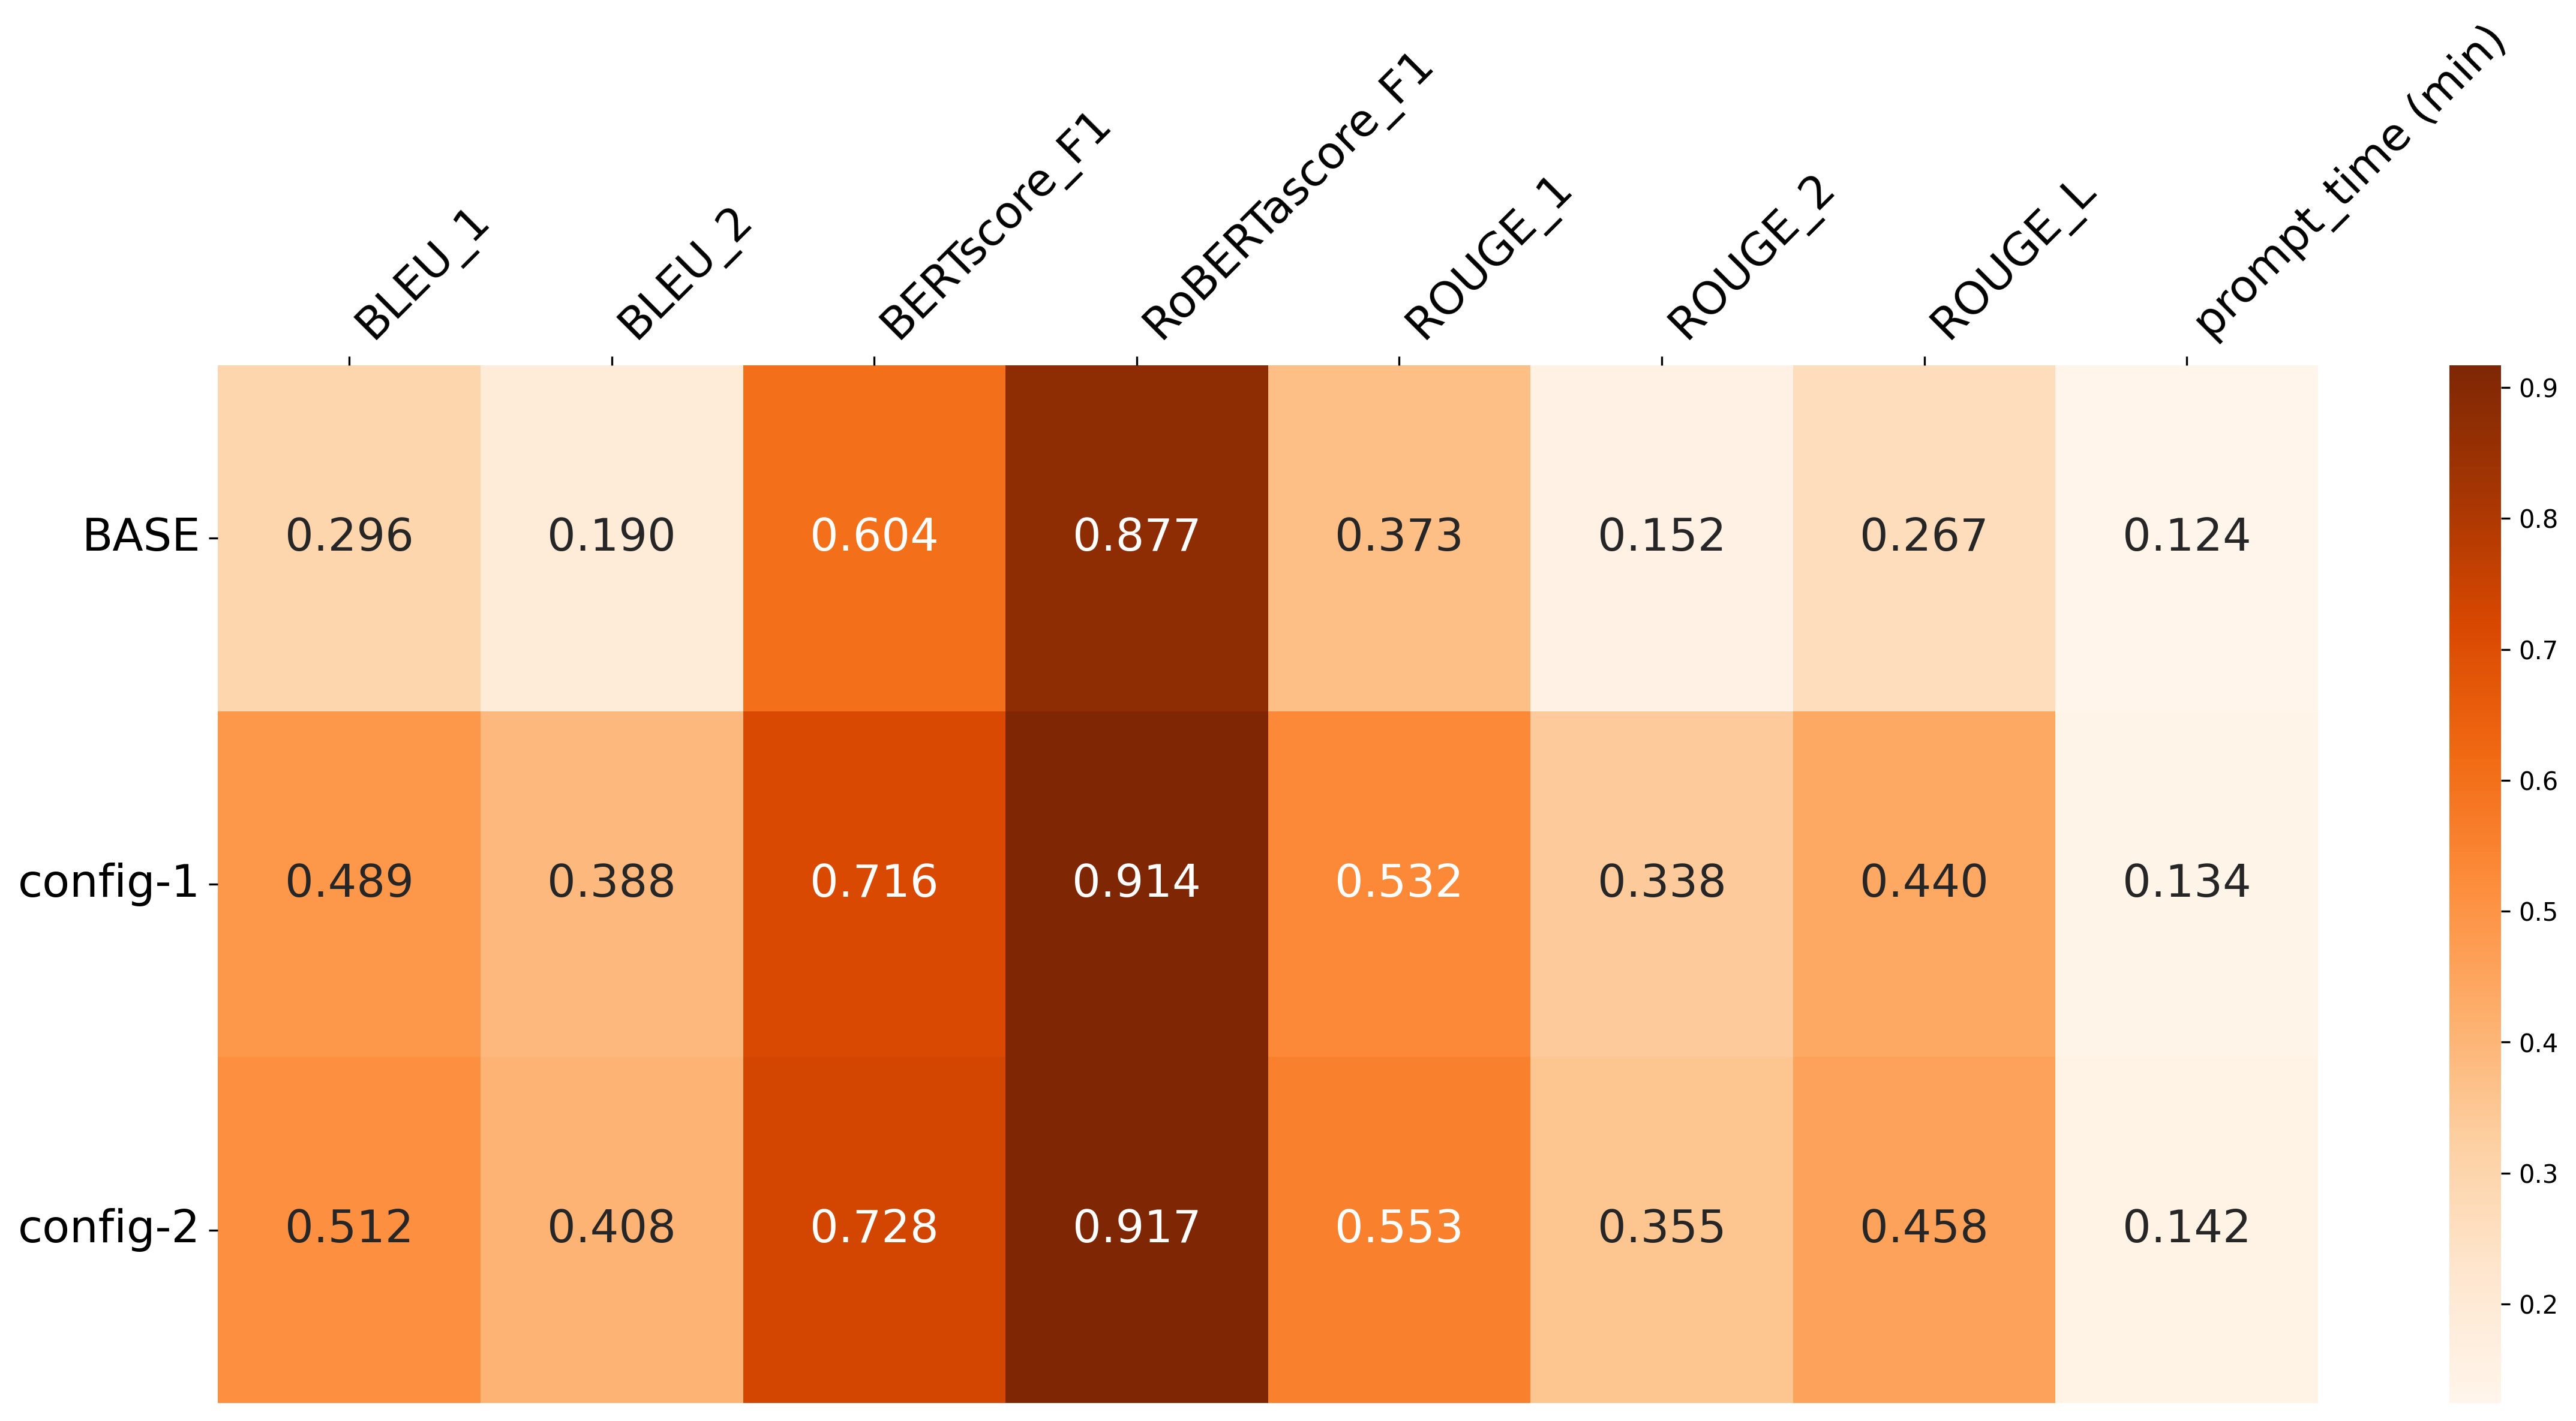 BLEU_1 BLEU_2 BERTscore_F1 RoBERTascore_F1 ROUGE_1 ROUGE_2 ROUGE_L prompt_time (min)
BASE 0.296 0.190 0.604 0.877 0.373 0.152 0.267 0.124
config-1 0.489 0.388 0.716 0.914 0.532 0.338 0.440 0.134
config-2 0.512 0.408 0.728 0.917 0.553 0.355 0.458 0.142
0.9
0.8
0.7
0.6
0.5
0.4
0.3
0.2